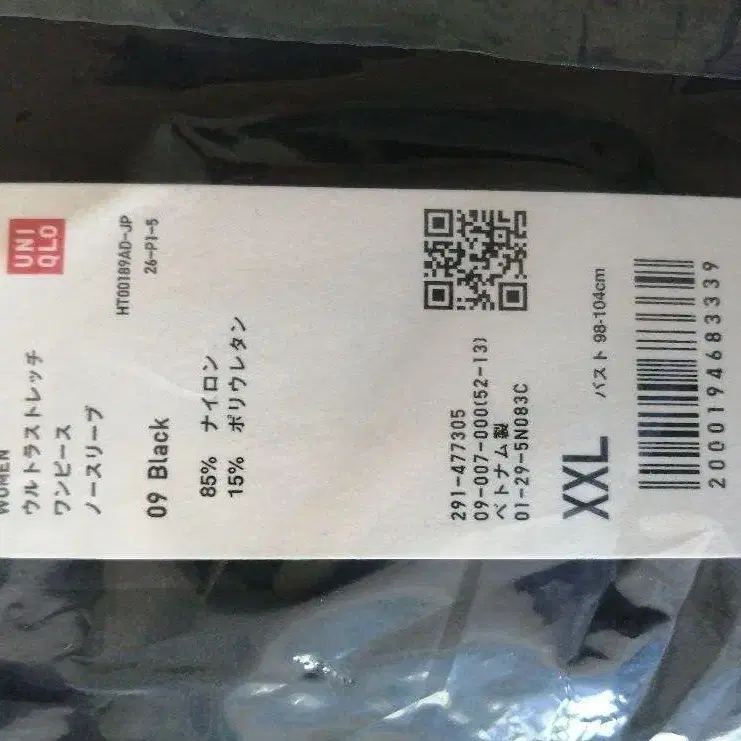 UNI
QLO
HT00189AD-JP
26-P1-5
WOMEN
ウルトラストレッチ
ワンピース
ノースリーブ
09 Black
85% ナイロン
15% ポリウレタン
291-477305
09-007-000(52-13)
ベトナム製
01-29-5N083C
XXL バスト 98-104cm
2000194683339